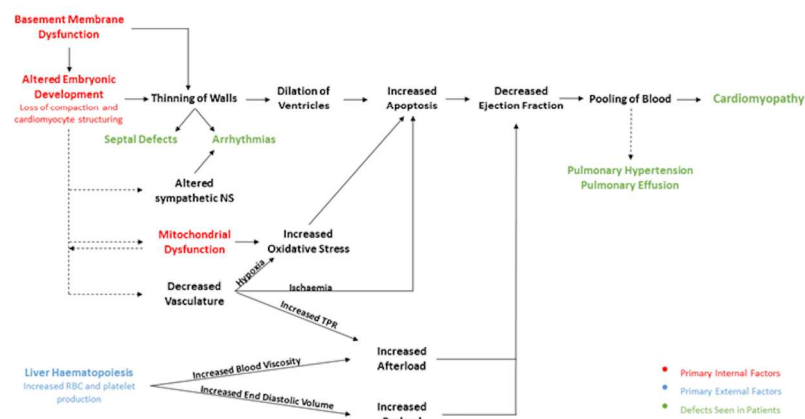 Basement Membrane
Dysfunction
Altered Embryonic
Development
Loss of compaction and
cardiomyocyte structuring
Thinning of Walls
Dilation of
Ventricles
Increased
Apoptosis
Decreased
Ejection Fraction
Pooling of Blood
Cardiomyopathy
Septal Defects
Arrhythmias
Pulmonary Hypertension
Pulmonary Effusion
Altered
sympathetic NS
Mitochondrial
Dysfunction
Increased
Oxidative Stress
Hypoxia
Decreased
Vasculature
Ischaemia
Increased TPR
Liver Haematopoiesis
Increased RBC and platelet
production
Increased Blood Viscosity
Increased End Diastolic Volume
Increased
Afterload
Increased
Primary Internal Factors
Primary External Factors
Defects Seen in Patients